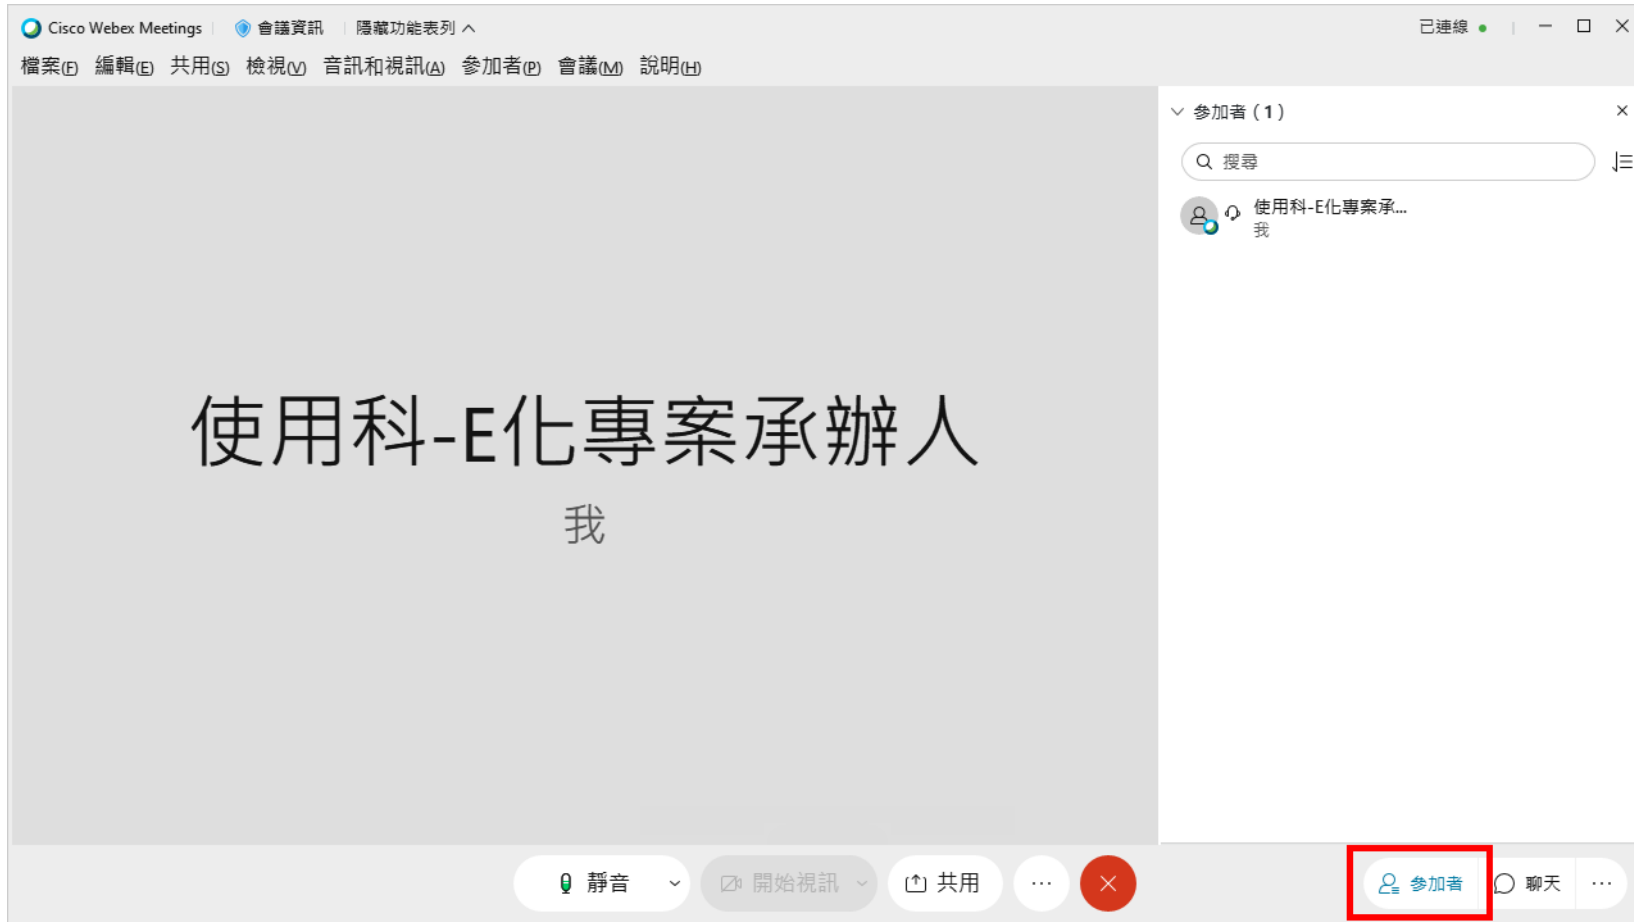 Cisco Webex Meetings 會議資訊 隱藏功能表列 已連線
檔案(F) 編輯(E) 共用(S) 檢視(V) 音訊和視訊(A) 參加者(P) 會議(M) 說明(H)
參加者 ( 1 )
搜尋
使用科-E化專案承...
我
使用科-E化專案承辦人
我
靜音 開始視訊 共用 ... 參加者 聊天 ...